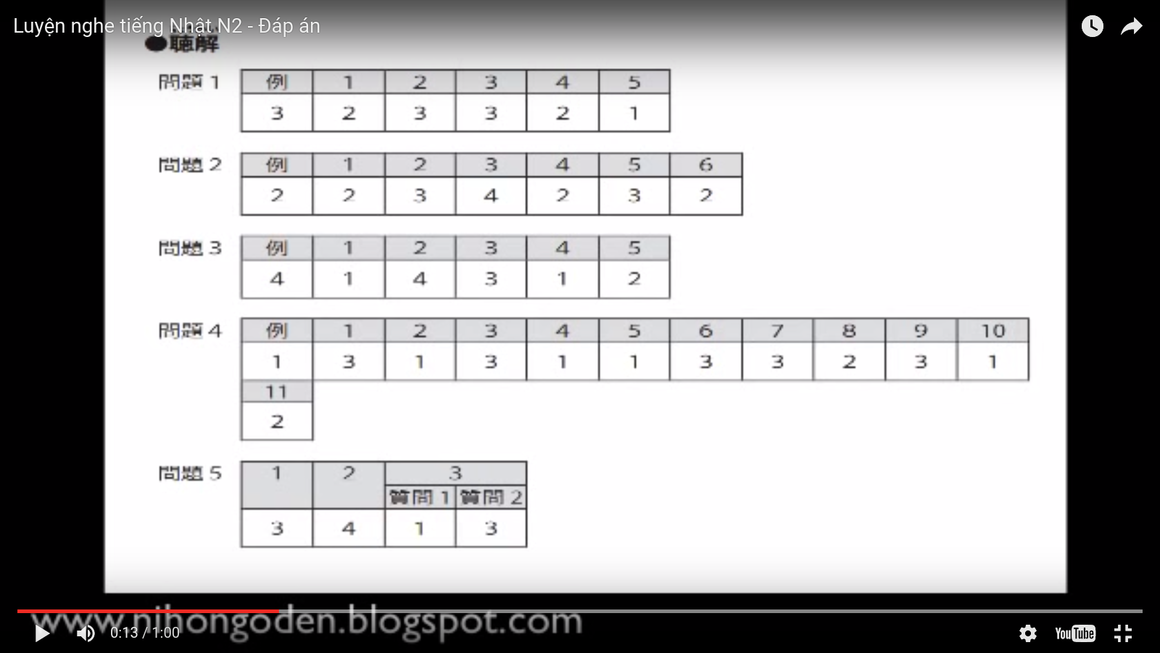 Luyện nghe tiếng Nhật N2 - Đáp án
●聴解
問題 1 例 1 2 3 4 5
3 2 3 3 2 1
問題 2 例 1 2 3 4 5 6
2 2 3 4 2 3 2
問題 3 例 1 2 3 4 5
4 1 4 3 1 2
問題 4 例 1 2 3 4 5 6 7 8 9 10
1 3 1 3 1 1 3 3 2 3 1
11
2
問題 5 1 2 3
質問 1 質問 2
3 4 1 3
www.nihongoden.blogspot.com
0:13 / 1:00 YouTube